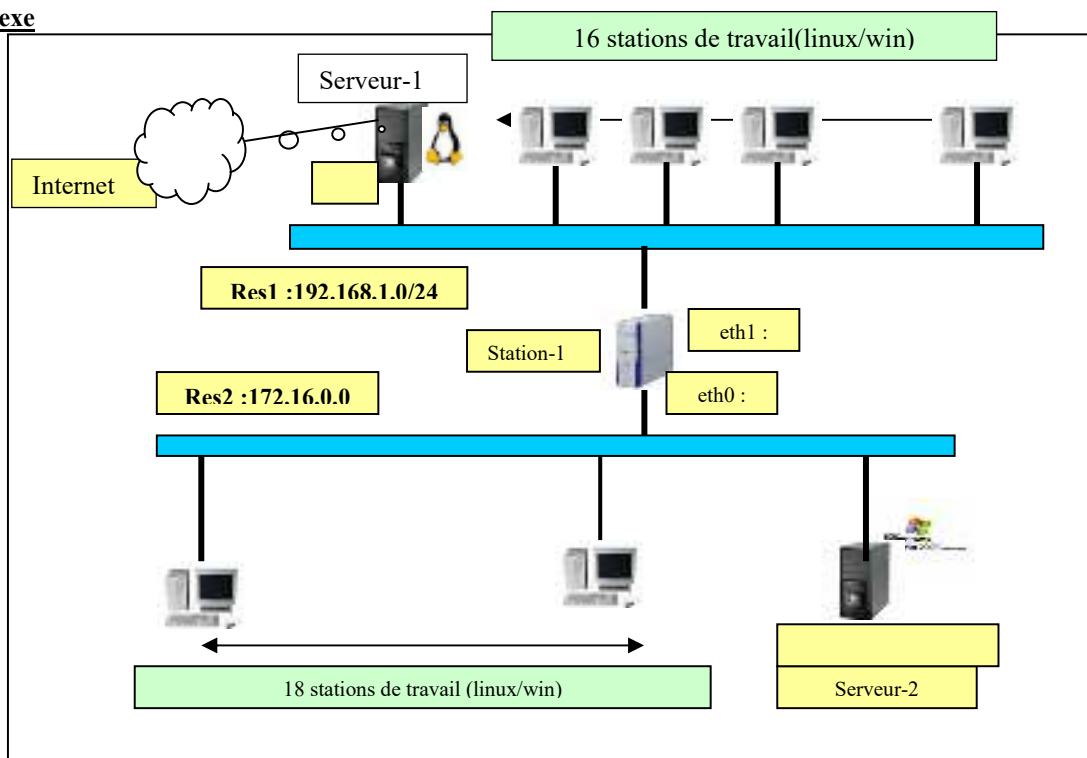 exe
16 stations de travail(linux/win)
Serveur-1
Internet
Res1 :192.168.1.0/24
eth1 :
Station-1
Res2 :172.16.0.0
eth0 :
18 stations de travail (linux/win)
Serveur-2